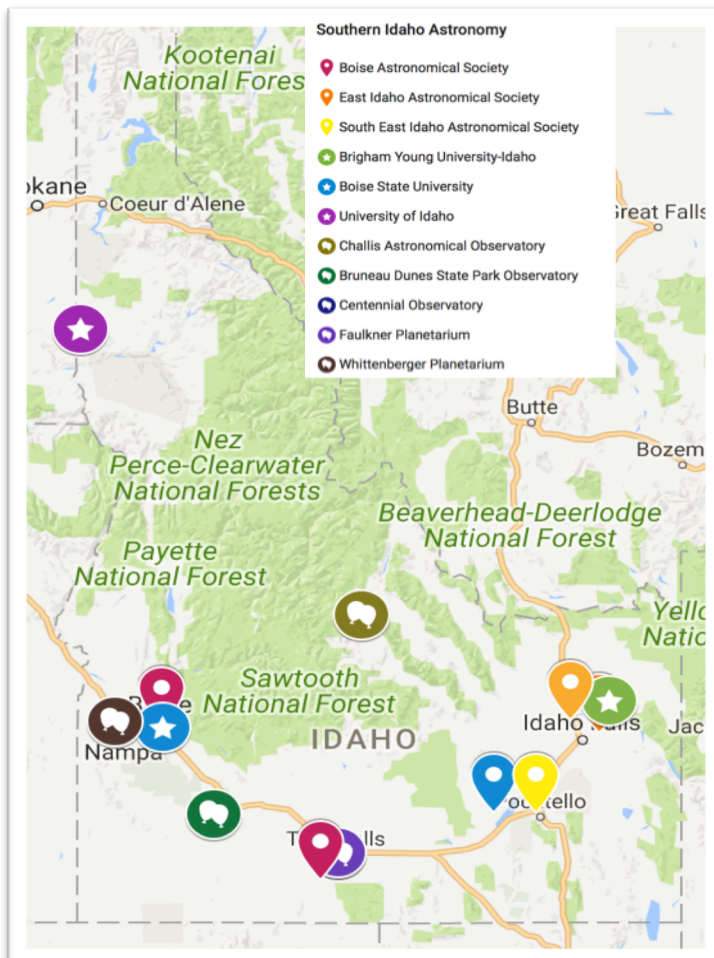 Southern Idaho Astronomy
Boise Astronomical Society
East Idaho Astronomical Society
South East Idaho Astronomical Society
Brigham Young University-Idaho
Boise State University
University of Idaho
Challis Astronomical Observatory
Bruneau Dunes State Park Observatory
Centennial Observatory
Faulkner Planetarium
Whittenberger Planetarium
Kootenai
National Fores
okane
Coeur d'Alene
Great Falls
Butte
Bozem
Nez
Perce-Clearwater
National Forests
Beaverhead-Deerlodge
National Forest
Payette
National Forest
Yello
Natio
Sawtooth
National Forest
IDAHO
Idaho
Jac
Nampa